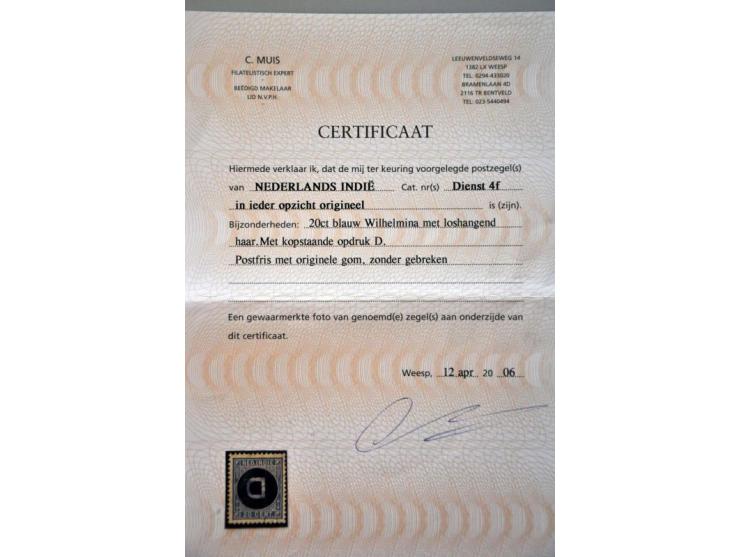 C. MUIS
FILATELISTISCH EXPERT
BEËDIGD MAKELAAR
LID N.V.P.H.
LEEUWENVELDSEWEG 14
1382 LX WEESP
TEL: 0294-433020
BRAMENLAAN 4D
2116 TR BENTVELD
TEL: 023-5440494
CERTIFICAAT
Hiermede verklaar ik, dat de mij ter keuring voorgelegde postzegel(s)
van NEDERLANDS INDIË Cat. nr(s) Dienst 4f
in ieder opzicht origineel is (zijn).
Bijzonderheden: 20ct blauw Wilhelmina met loshangend
haar.Met kopstaande opdruk D.
Postfris met originele gom, zonder gebreken
Een gewaarmerkte foto van genoemd(e) zegel(s) aan onderzijde van
dit certificaat.
Weesp, 12 apr 20 06
NED.INDIE
D
20 CENT